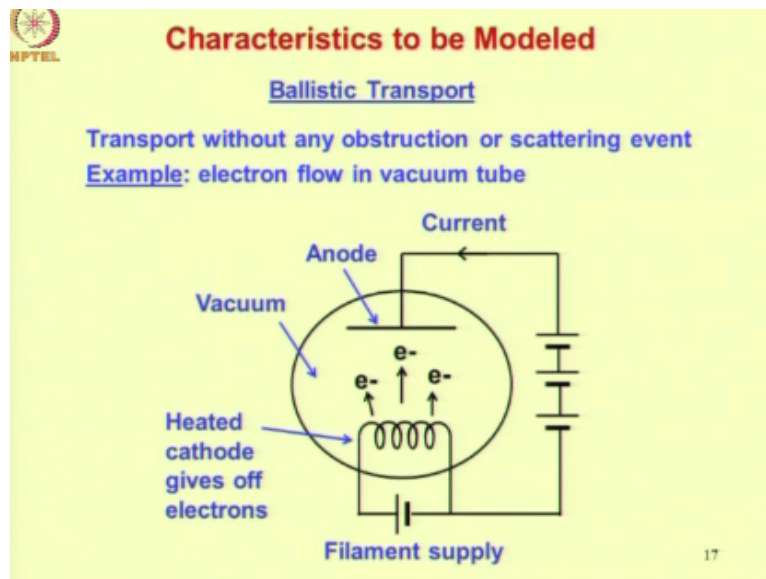 NPTEL
Characteristics to be Modeled
Ballistic Transport
Transport without any obstruction or scattering event
Example: electron flow in vacuum tube
Current
Anode
Vacuum
e-
e- e-
Heated
cathode
gives off
electrons
Filament supply
17